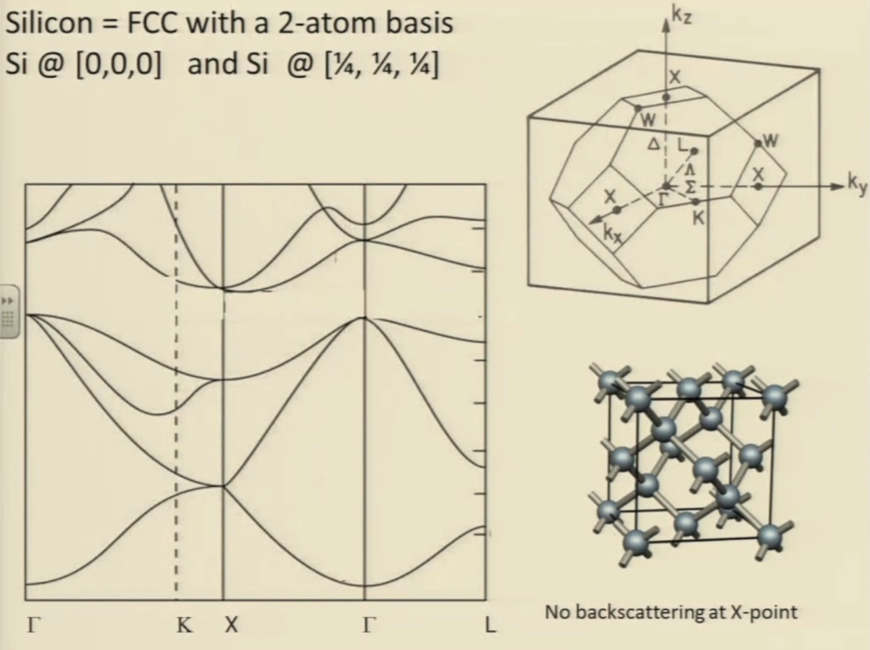 Silicon = FCC with a 2-atom basis
Si @ [0,0,0] and Si @ [¼, ¼, ¼]
kz
X
W
Δ
L
W
Λ
X
Σ
Γ
ky
X
K
kx
Γ
K
X
Γ
L
No backscattering at X-point